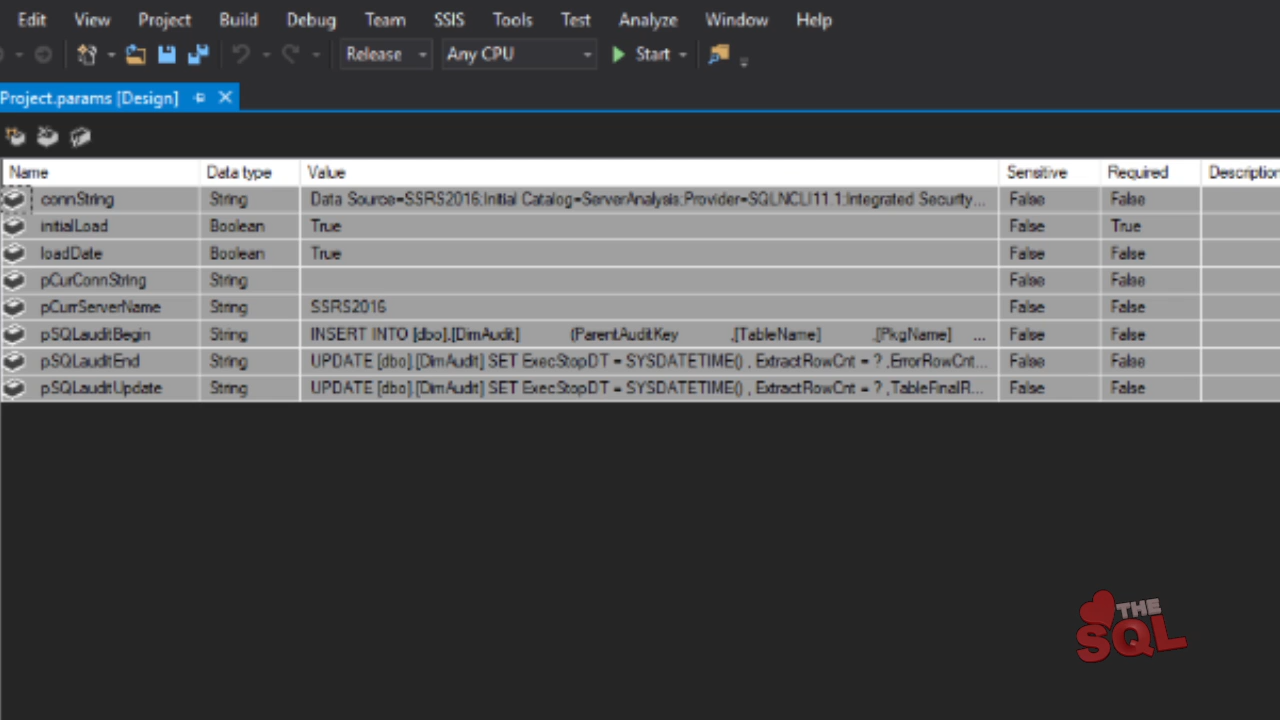 Edit View Project Build Debug Team SSIS Tools Test Analyze Window Help
Release Any CPU Start
Project.params [Design]
Name Data type Value Sensitive Required Description
connString String Data Source=SSRS2016;Initial Catalog=ServerAnalysis;Provider=SQLNCLI11.1;Integrated Security... False False
initialLoad Boolean True False True
loadDate Boolean True False False
pCurConnString String False False
pCurrServerName String SSRS2016 False False
pSQLauditBegin String INSERT INTO [dbo].[DimAudit] (ParentAuditKey ,[TableName] ,[PkgName] ... False False
pSQLauditEnd String UPDATE [dbo].[DimAudit] SET ExecStopDT = SYSDATETIME() , ExtractRowCnt = ? ,ErrorRowCnt... False False
pSQLauditUpdate String UPDATE [dbo].[DimAudit] SET ExecStopDT = SYSDATETIME() , ExtractRowCnt = ? ,TableFinalR... False False
THE
SQL